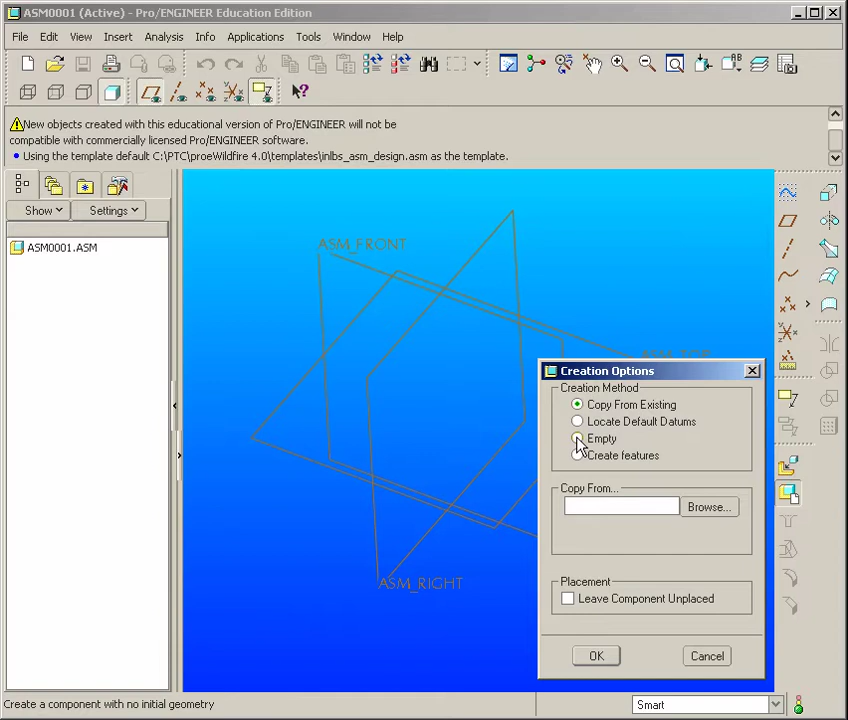 ASM0001 (Active) - Pro/ENGINEER Education Edition
File Edit View Insert Analysis Info Applications Tools Window Help
New objects created with this educational version of Pro/ENGINEER will not be
compatible with commercially licensed Pro/ENGINEER software.
• Using the template default C:\PTC\proeWildfire 4.0\templates\inlbs_asm_design.asm as the template.
Show Settings
ASM0001.ASM
ASM_FRONT
ASM_TOP
ASM_RIGHT
Creation Options
Creation Method
Copy From Existing
Locate Default Datums
Empty
Create features
Copy From...
Browse...
Placement
Leave Component Unplaced
OK Cancel
Create a component with no initial geometry
Smart